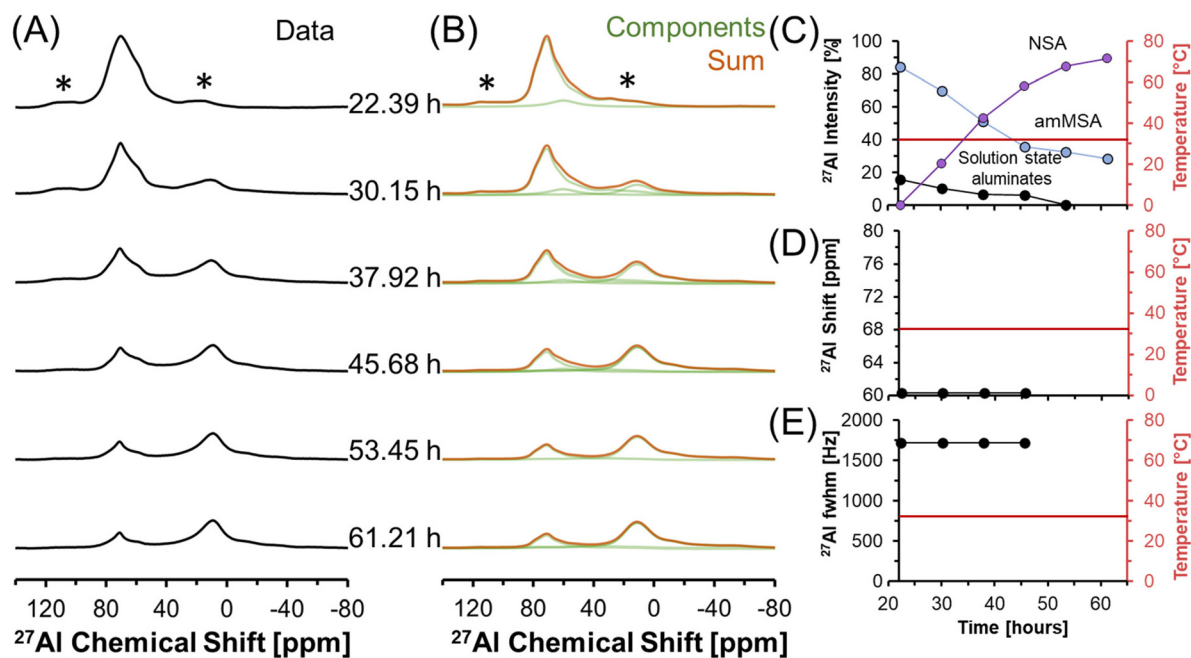 (A)
Data
*
*
(B)
Components
Sum
*
*
22.39 h
30.15 h
37.92 h
45.68 h
53.45 h
61.21 h
120 80 40 0 -40 -80
²⁷Al Chemical Shift [ppm]
120 80 40 0 -40 -80
²⁷Al Chemical Shift [ppm]
(C)
100
80
60
40
20
0
²⁷Al Intensity [%]
NSA
amMSA
Solution state
aluminates
80
60
40
20
0
Temperature [°C]
(D)
80
76
72
68
64
60
²⁷Al Shift [ppm]
80
60
40
20
0
Temperature [°C]
(E)
2000
1500
1000
500
0
²⁷Al fwhm [Hz]
80
60
40
20
0
Temperature [°C]
20 30 40 50 60
Time [hours]